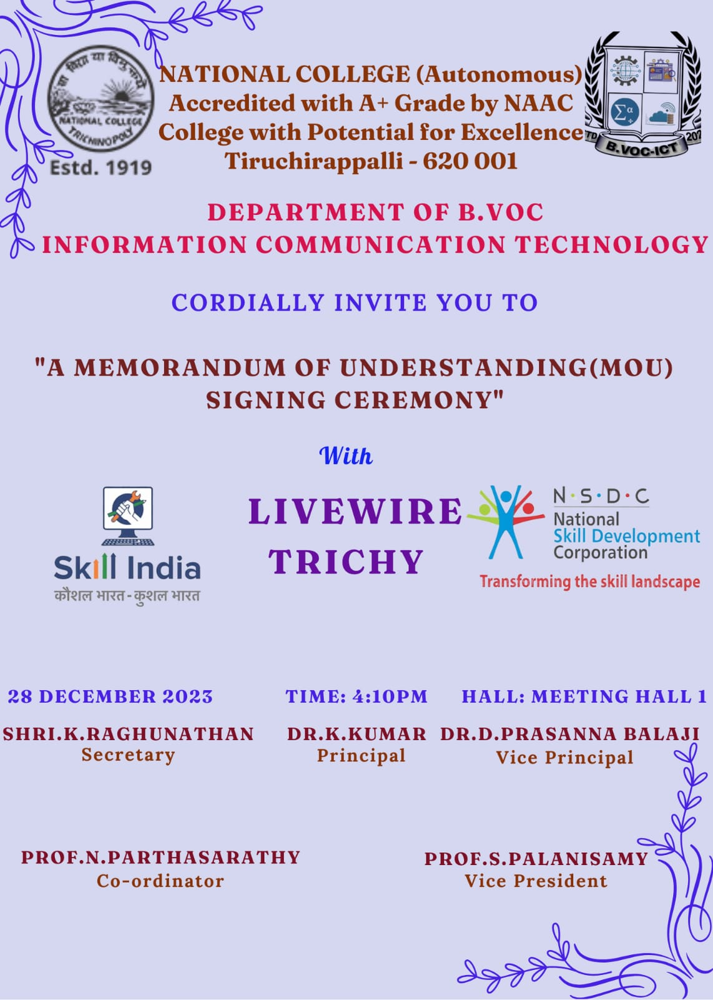 सा विद्या या विमुक्तये
NATIONAL COLLEGE
TRICHINOPOLY
Estd. 1919
NATIONAL COLLEGE (Autonomous)
Accredited with A+ Grade by NAAC
College with Potential for Excellence
Tiruchirappalli - 620 001
Σα
÷
B.VOC-ICT
DEPARTMENT OF B.VOC
INFORMATION COMMUNICATION TECHNOLOGY
CORDIALLY INVITE YOU TO
"A MEMORANDUM OF UNDERSTANDING(MOU)
SIGNING CEREMONY"
With
Skill India
कौशल भारत - कुशल भारत
LIVEWIRE
TRICHY
N·S·D·C
National
Skill Development
Corporation
Transforming the skill landscape
28 DECEMBER 2023 TIME: 4:10PM HALL: MEETING HALL 1
SHRI.K.RAGHUNATHAN DR.K.KUMAR DR.D.PRASANNA BALAJI
Secretary Principal Vice Principal
PROF.N.PARTHASARATHY PROF.S.PALANISAMY
Co-ordinator Vice President